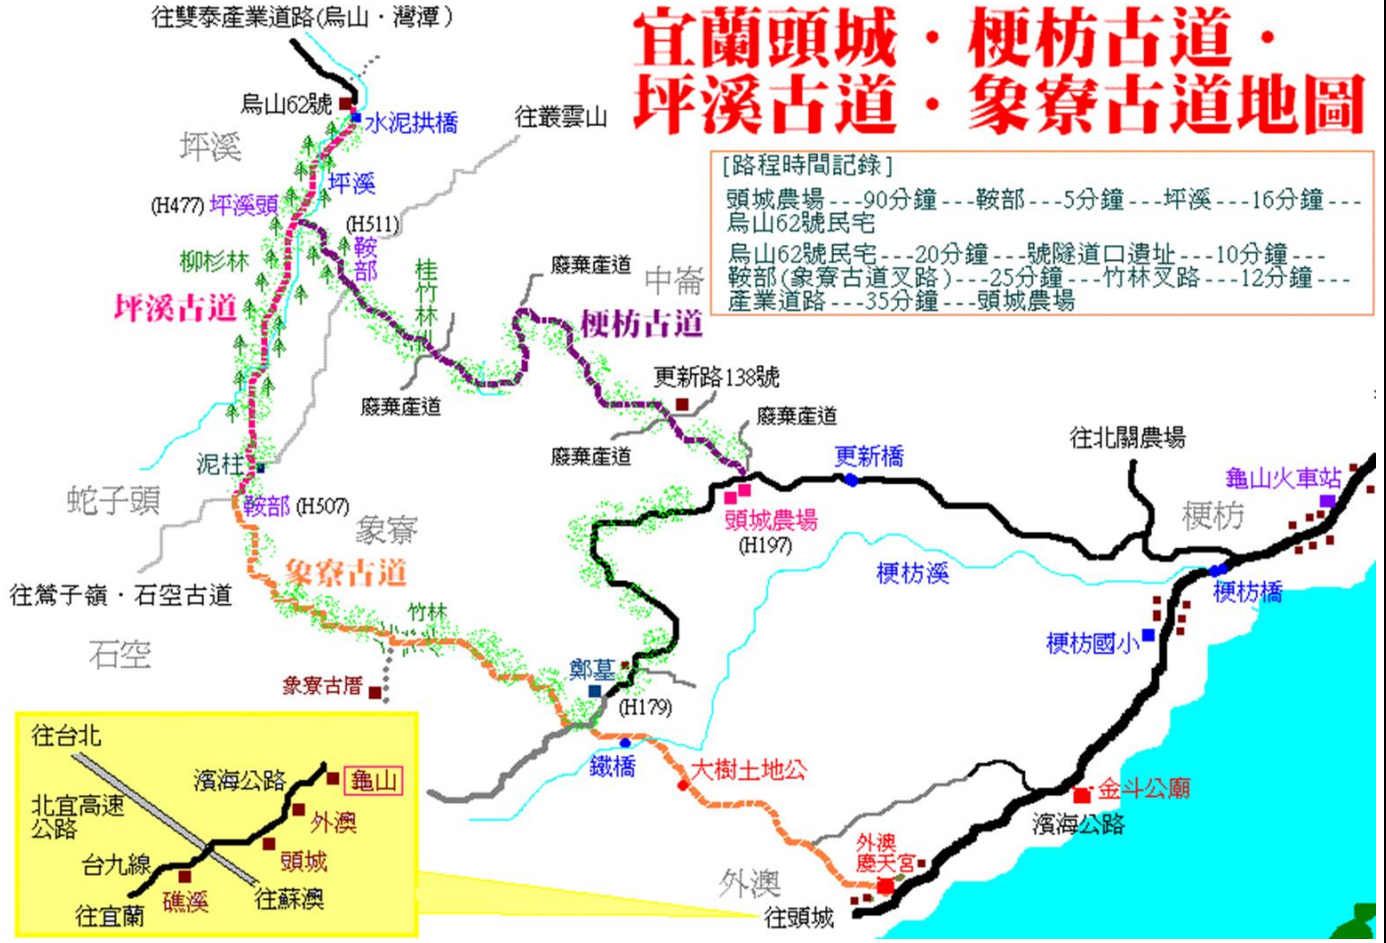 往雙泰產業道路(烏山．灣潭)
宜蘭頭城．梗枋古道．
坪溪古道．象寮古道地圖
烏山62號
水泥拱橋
往叢雲山
坪溪
坪溪
(H477) 坪溪頭
(H511)
鞍部
[路程時間記錄]
頭城農場---90分鐘---鞍部---5分鐘---坪溪---16分鐘---
烏山62號民宅
烏山62號民宅---20分鐘---號隧道口遺址---10分鐘---
鞍部(象寮古道叉路)---25分鐘---竹林叉路---12分鐘---
產業道路---35分鐘---頭城農場
柳杉林
桂竹林
廢棄產道
中崙
坪溪古道
梗枋古道
廢棄產道
更新路138號
廢棄產道
廢棄產道
往北關農場
泥柱
更新橋
龜山火車站
蛇子頭
鞍部 (H507)
象寮
頭城農場
(H197)
梗枋
象寮古道
梗枋溪
往鶯子嶺．石空古道
竹林
梗枋橋
石空
梗枋國小
象寮古厝
鄭墓
(H179)
鐵橋
大樹土地公
金斗公廟
濱海公路
外澳
慶天宮
外澳
往頭城
往台北
濱海公路
龜山
北宜高速
公路
外澳
台九線
頭城
礁溪
往蘇澳
往宜蘭